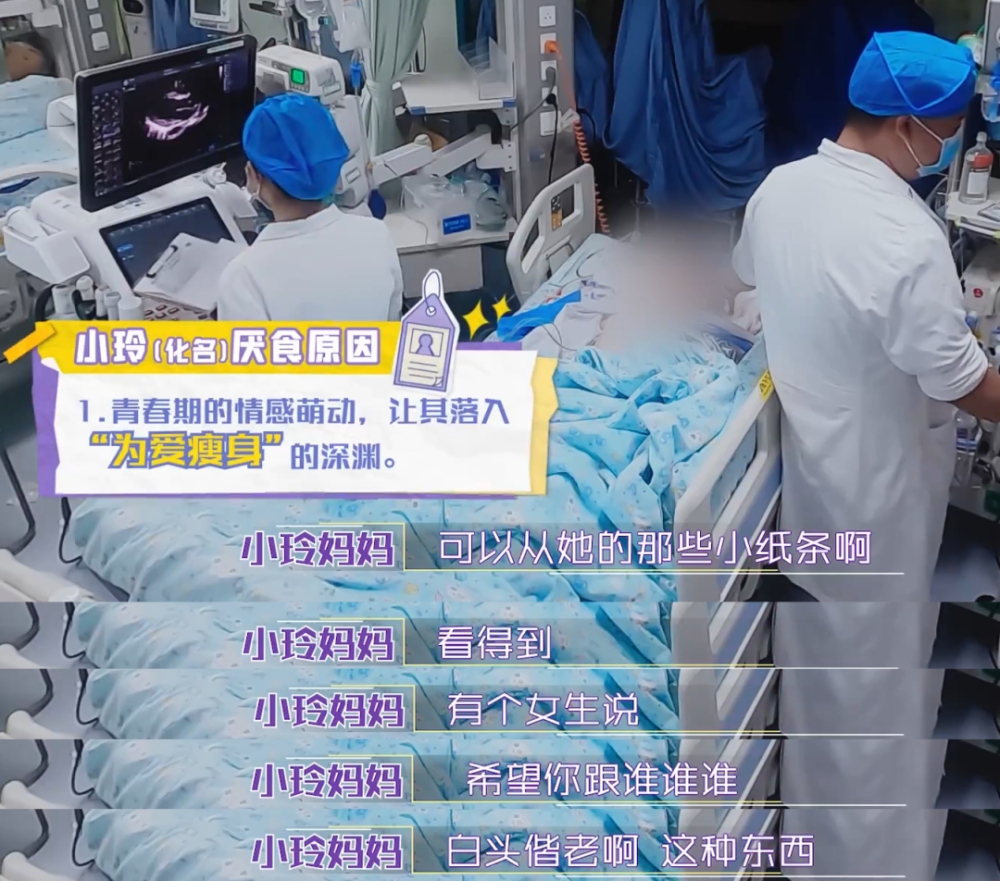 小玲(化名)厌食原因
1.青春期的情感萌动，让其落入
“为爱瘦身”的深渊。
小玲妈妈 可以从她的那些小纸条啊
小玲妈妈 看得到
小玲妈妈 有个女生说
小玲妈妈 希望你跟谁谁谁
小玲妈妈 白头偕老啊 这种东西